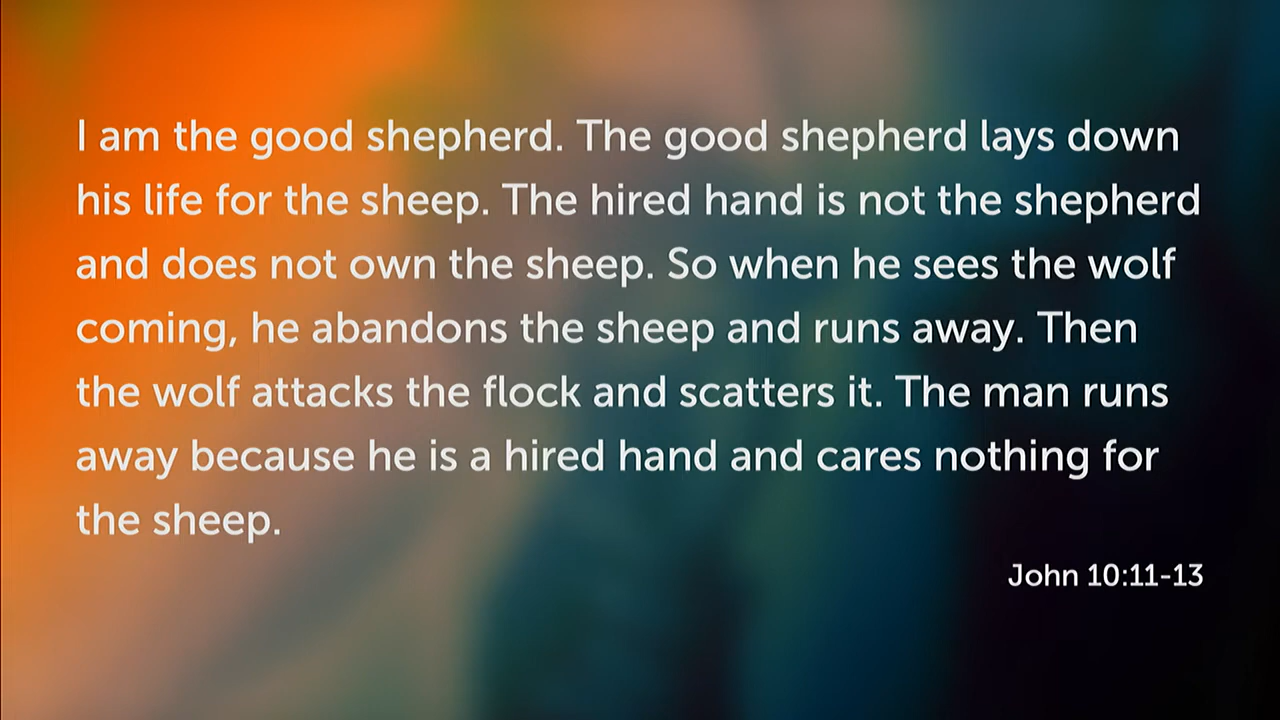 I am the good shepherd. The good shepherd lays down
his life for the sheep. The hired hand is not the shepherd
and does not own the sheep. So when he sees the wolf
coming, he abandons the sheep and runs away. Then
the wolf attacks the flock and scatters it. The man runs
away because he is a hired hand and cares nothing for
the sheep.
John 10:11-13